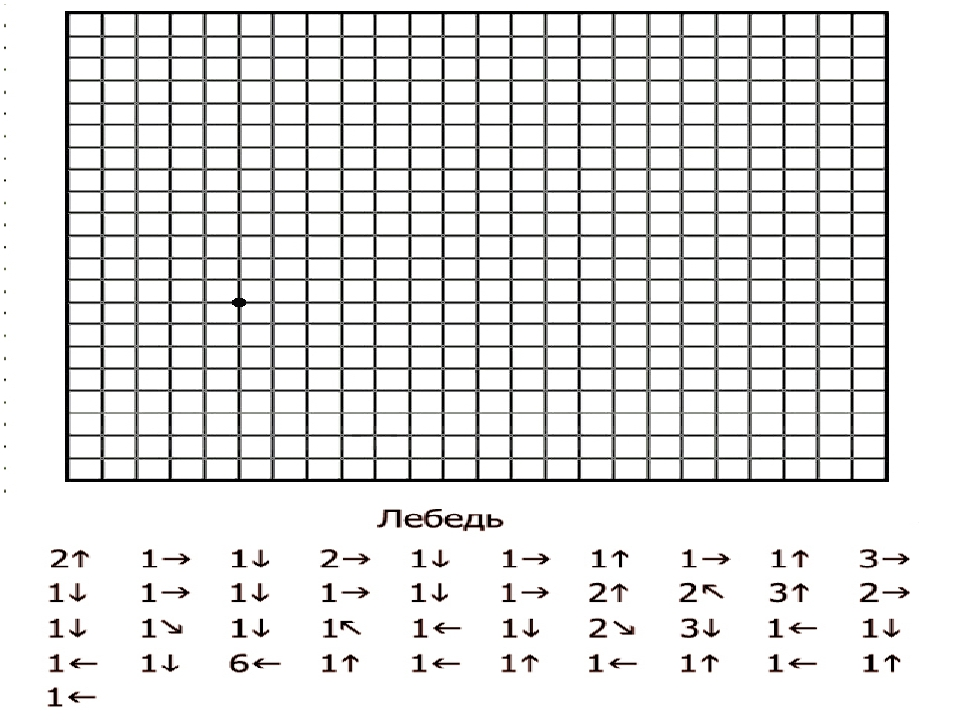 Лебедь
2↑ 1→ 1↓ 2→ 1↓ 1→ 1↑ 1→ 1↑ 3→
1↓ 1→ 1↓ 1→ 1↓ 1→ 2↑ 2↖ 3↑ 2→
1↓ 1↘ 1↓ 1↖ 1← 1↓ 2↘ 3↓ 1← 1↓
1← 1↓ 6← 1↑ 1← 1↑ 1← 1↑ 1← 1↑
1←